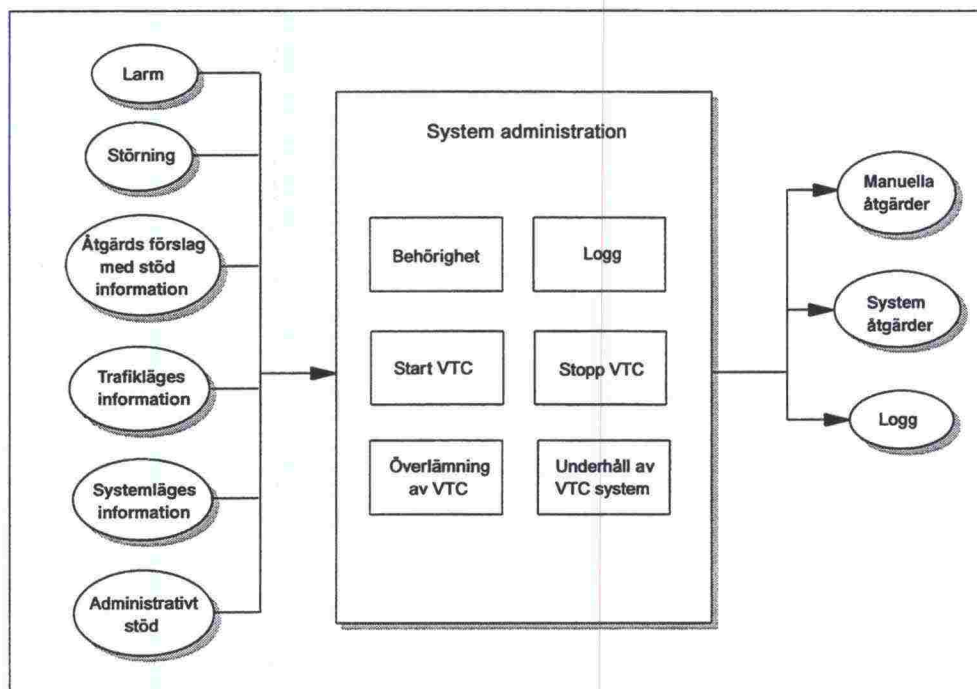 Larm
Störning
Åtgärds förslag
med stöd
information
Trafikläges
information
Systemläges
information
Administrativt
stöd
System administration
Behörighet
Logg
Start VTC
Stopp VTC
Överlämning
av VTC
Underhåll av
VTC system
Manuella
åtgärder
System
åtgärder
Logg